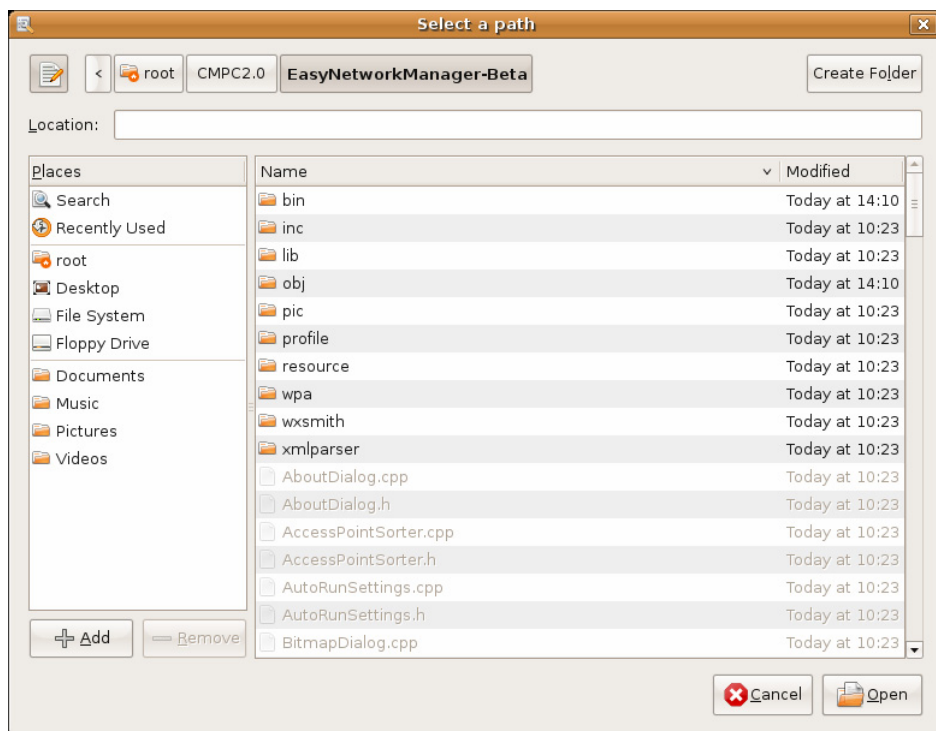 Select a path
< root CMPC2.0 EasyNetworkManager-Beta Create Folder
Location:
Places
Search
Recently Used
root
Desktop
File System
Floppy Drive
Documents
Music
Pictures
Videos
Add Remove
Name Modified
bin Today at 14:10
inc Today at 10:23
lib Today at 10:23
obj Today at 14:10
pic Today at 10:23
profile Today at 10:23
resource Today at 10:23
wpa Today at 10:23
wxsmith Today at 10:23
xmlparser Today at 10:23
AboutDialog.cpp Today at 10:23
AboutDialog.h Today at 10:23
AccessPointSorter.cpp Today at 10:23
AccessPointSorter.h Today at 10:23
AutoRunSettings.cpp Today at 10:23
AutoRunSettings.h Today at 10:23
BitmapDialog.cpp Today at 10:23
Cancel Open